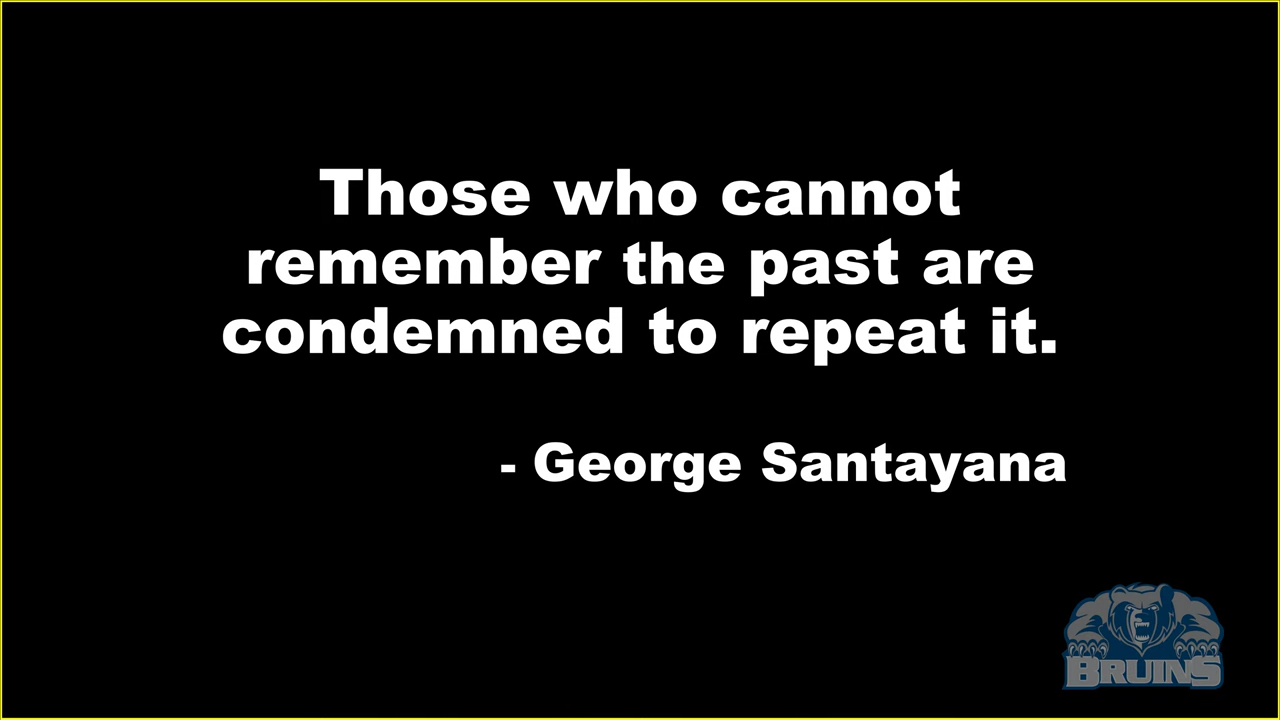 Those who cannot
remember the past are
condemned to repeat it.
- George Santayana
BRUINS